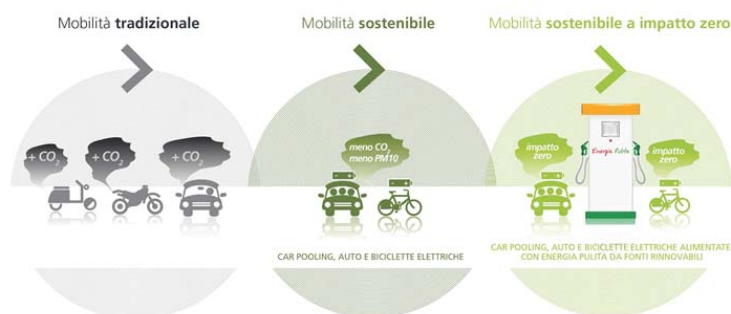 Mobilità tradizionale
+ CO2
+ CO2
+ CO2
Mobilità sostenibile
meno CO2
meno PM10
CAR POOLING, AUTO E BICICLETTE ELETTRICHE
Mobilità sostenibile a impatto zero
impatto
zero
Energia Pulita
impatto
zero
CAR POOLING, AUTO E BICICLETTE ELETTRICHE ALIMENTATE
CON ENERGIA PULITA DA FONTI RINNOVABILI